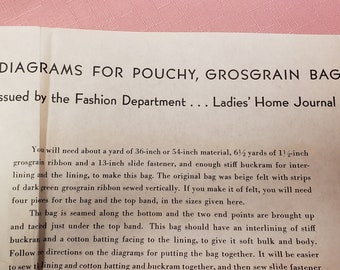 DIAGRAMS FOR POUCHY, GROSGRAIN BAG
ssued by the Fashion Department . . . Ladies' Home Journal
You will need about a yard of 36-inch or 54-inch material, 6½ yards of 1½-inch
grosgrain ribbon and a 13-inch slide fastener, and enough stiff buckram for inter-
lining and the lining, to make this bag. The original bag was beige felt with strips
of dark green grosgrain ribbon sewed vertically. If you make it of felt, you will need
four pieces for the bag and the top band, in the sizes given here.
The bag is seamed along the bottom and the two end points are brought up
and taced just under the top band. This bag should have an interlining of stiff
buckram and a cotton batting facing to the lining, to give it soft bulk and body.
Follow directions on the diagrams for putting the bag together. It will be easier
to sew lining and cotton batting and buckram together, then sew slide fastener